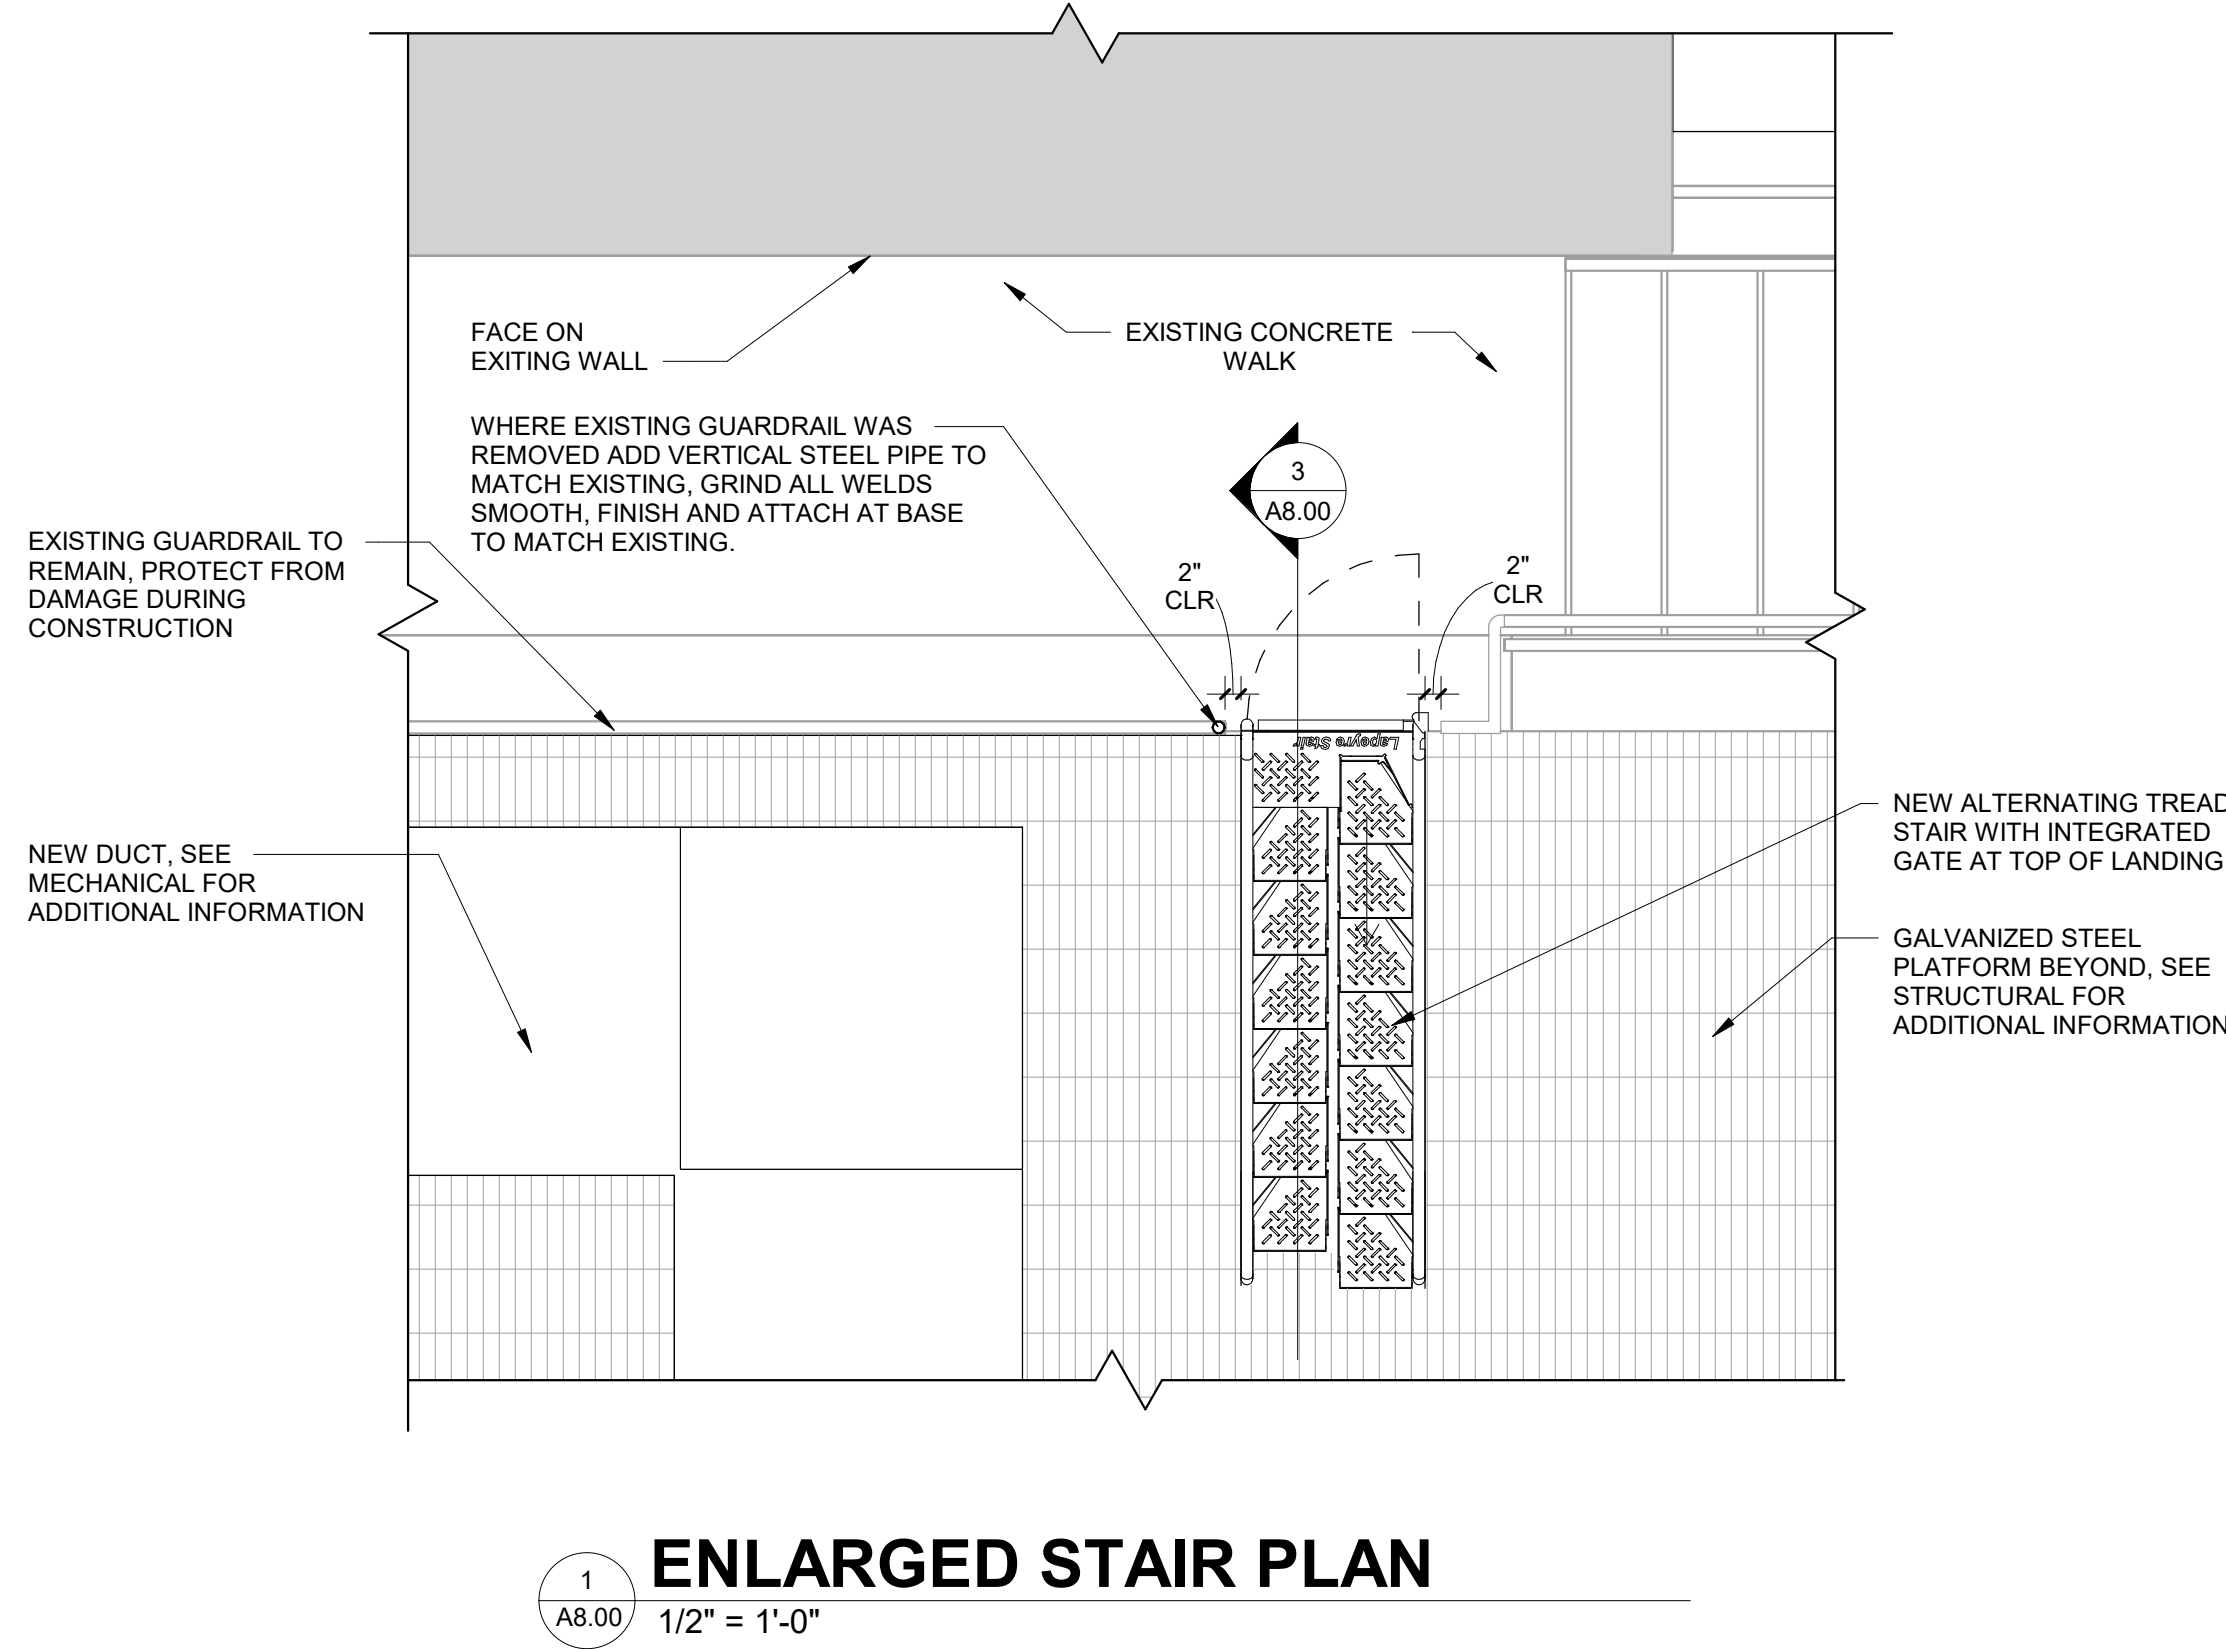 FACE ON
EXITING WALL
EXISTING CONCRETE
WALK
WHERE EXISTING GUARDRAIL WAS
REMOVED ADD VERTICAL STEEL PIPE TO
MATCH EXISTING, GRIND ALL WELDS
SMOOTH, FINISH AND ATTACH AT BASE
TO MATCH EXISTING.
3
A8.00
EXISTING GUARDRAIL TO
REMAIN, PROTECT FROM
DAMAGE DURING
CONSTRUCTION
2"
CLR
2"
CLR
Lapeyre Stair
NEW ALTERNATING TREAD
STAIR WITH INTEGRATED
GATE AT TOP OF LANDING
NEW DUCT, SEE
MECHANICAL FOR
ADDITIONAL INFORMATION
GALVANIZED STEEL
PLATFORM BEYOND, SEE
STRUCTURAL FOR
ADDITIONAL INFORMATION
1
A8.00
ENLARGED STAIR PLAN
1/2" = 1'-0"